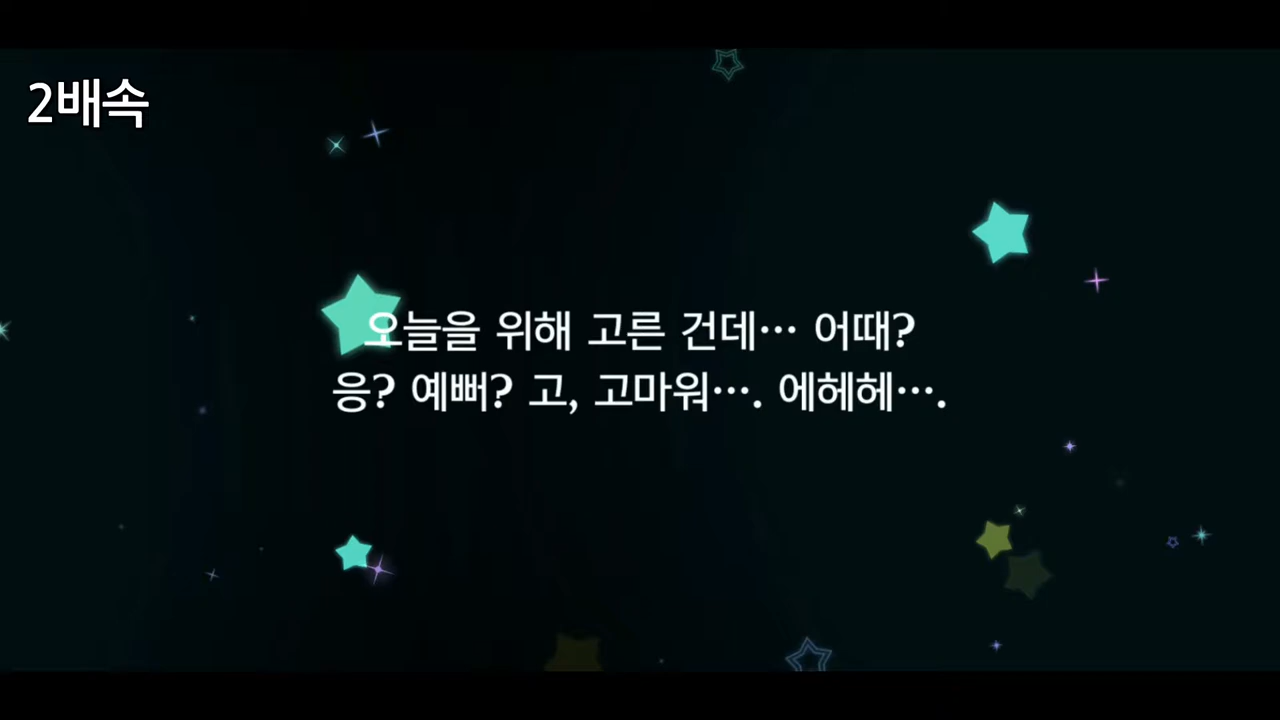 2배속
오늘을 위해 고른 건데… 어때?
응? 예뻐? 고, 고마워…. 에헤헤….